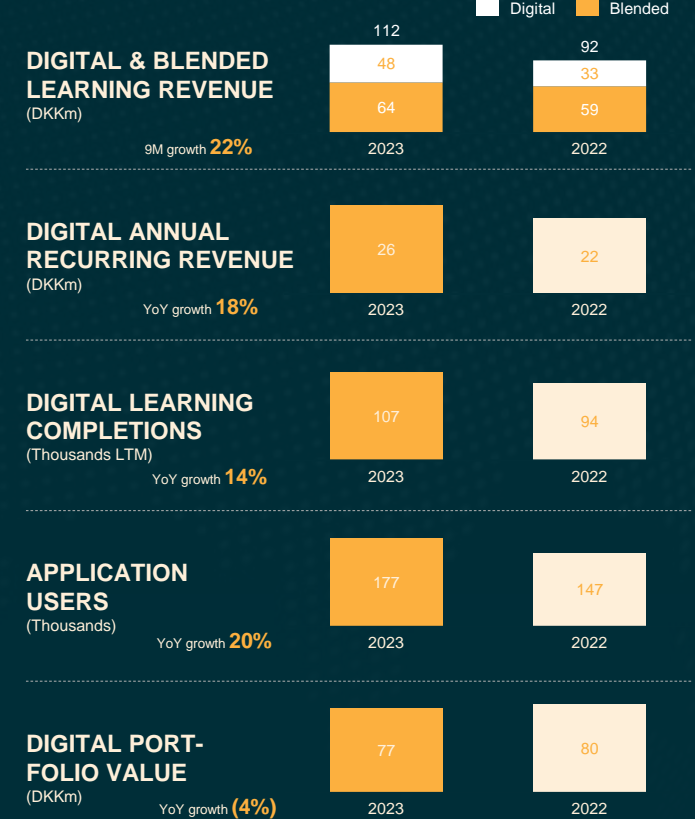 Digital Blended
DIGITAL & BLENDED
LEARNING REVENUE
(DKKm)
9M growth 22%
112
48
64
2023
92
33
59
2022
DIGITAL ANNUAL
RECURRING REVENUE
(DKKm)
YoY growth 18%
26
2023
22
2022
DIGITAL LEARNING
COMPLETIONS
(Thousands LTM)
YoY growth 14%
107
2023
94
2022
APPLICATION
USERS
(Thousands)
YoY growth 20%
177
2023
147
2022
DIGITAL PORT-
FOLIO VALUE
(DKKm)
YoY growth (4%)
77
2023
80
2022